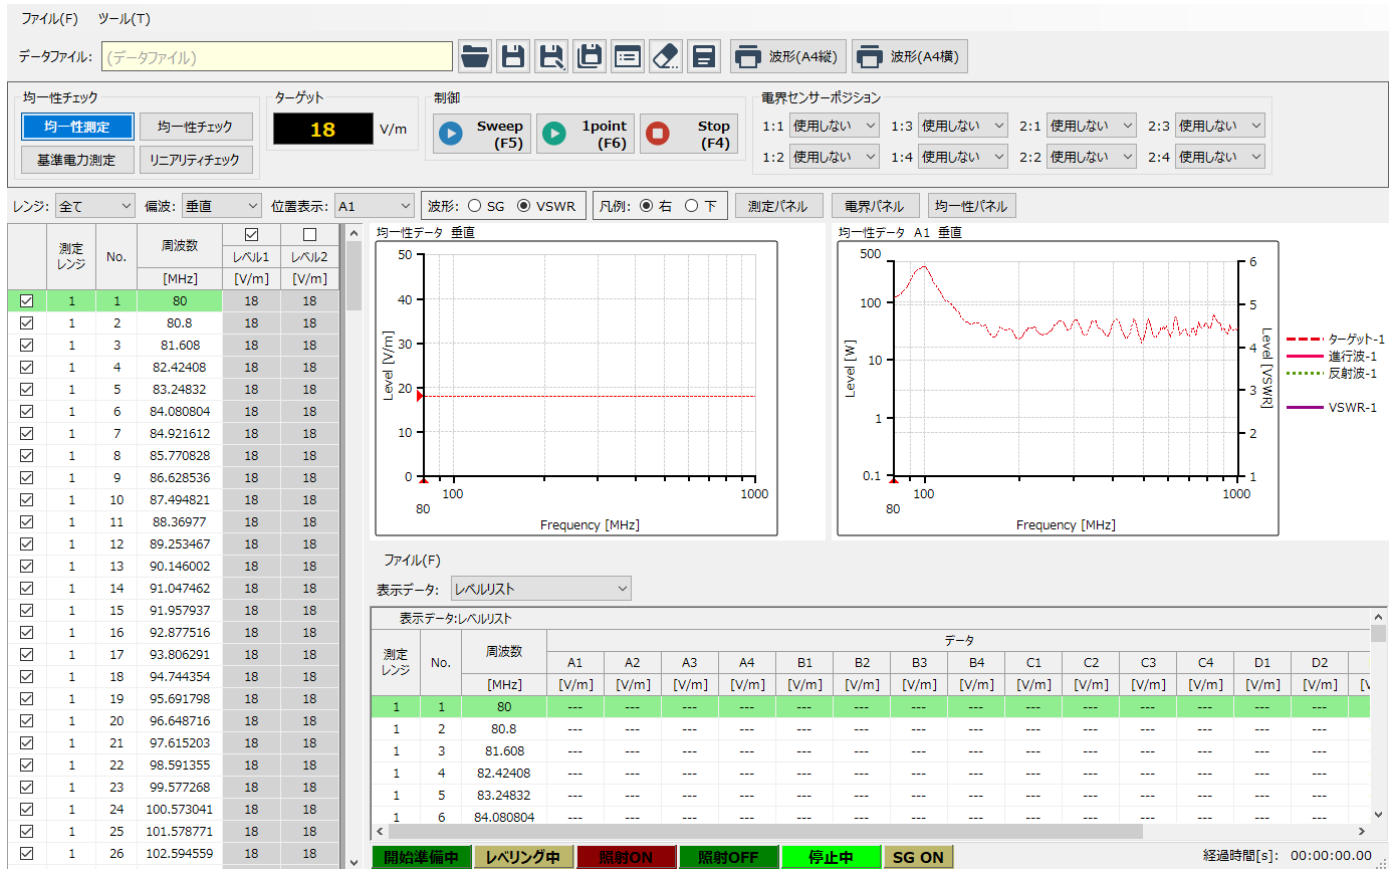 ファイル(F) ツール(T)
データファイル: (データファイル) 波形(A4縦) 波形(A4横)
均一性チェック ターゲット 制御 電界センサーポジション
均一性測定 均一性チェック 18 V/m Sweep (F5) 1point (F6) Stop (F4) 1:1 使用しない 1:3 使用しない 2:1 使用しない 2:3 使用しない
基準電力測定 リニアリティチェック 1:2 使用しない 1:4 使用しない 2:2 使用しない 2:4 使用しない
レンジ: 全て 偏波: 垂直 位置表示: A1 波形: SG VSWR 凡例: 右 下 測定パネル 電界パネル 均一性パネル
測定レンジ No. 周波数 レベル1 レベル2
[MHz] [V/m] [V/m]
1 1 80 18 18
1 2 80.8 18 18
1 3 81.608 18 18
1 4 82.42408 18 18
1 5 83.24832 18 18
1 6 84.080804 18 18
1 7 84.921612 18 18
1 8 85.770828 18 18
1 9 86.628536 18 18
1 10 87.494821 18 18
1 11 88.36977 18 18
1 12 89.253467 18 18
1 13 90.146002 18 18
1 14 91.047462 18 18
1 15 91.957937 18 18
1 16 92.877516 18 18
1 17 93.806291 18 18
1 18 94.744354 18 18
1 19 95.691798 18 18
1 20 96.648716 18 18
1 21 97.615203 18 18
1 22 98.591355 18 18
1 23 99.577268 18 18
1 24 100.573041 18 18
1 25 101.578771 18 18
1 26 102.594559 18 18
均一性データ 垂直
Level [V/m]
50
40
30
20
10
0
100 1000
80
Frequency [MHz]
均一性データ A1 垂直
Level [W]
500
100
10
1
0.1
6
5
4
3
2
1
Level [VSWR]
100 1000
80
Frequency [MHz]
ターゲット-1
進行波-1
反射波-1
VSWR-1
ファイル(F)
表示データ: レベルリスト
表示データ:レベルリスト
測定レンジ No. 周波数 データ
A1 A2 A3 A4 B1 B2 B3 B4 C1 C2 C3 C4 D1 D2
[MHz] [V/m] [V/m] [V/m] [V/m] [V/m] [V/m] [V/m] [V/m] [V/m] [V/m] [V/m] [V/m] [V/m] [V/m] [V
1 1 80 --- --- --- --- --- --- --- --- --- --- --- --- --- ---
1 2 80.8 --- --- --- --- --- --- --- --- --- --- --- --- --- ---
1 3 81.608 --- --- --- --- --- --- --- --- --- --- --- --- --- ---
1 4 82.42408 --- --- --- --- --- --- --- --- --- --- --- --- --- ---
1 5 83.24832 --- --- --- --- --- --- --- --- --- --- --- --- --- ---
1 6 84.080804 --- --- --- --- --- --- --- --- --- --- --- --- --- ---
開始準備中 レベリング中 照射ON 照射OFF 停止中 SG ON 経過時間[s]: 00:00:00.00